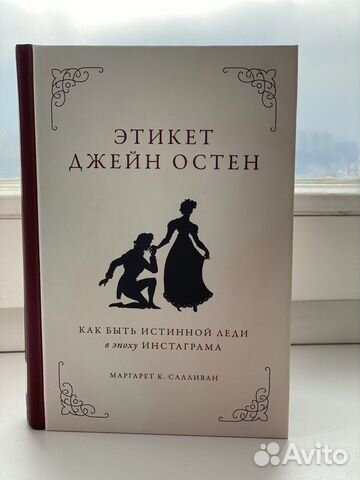 ЭТИКЕТ
ДЖЕЙН ОСТЕН
КАК БЫТЬ ИСТИННОЙ ЛЕДИ
в эпоху ИНСТАГРАМА
МАРГАРЕТ К. САЛЛИВАН
Avito